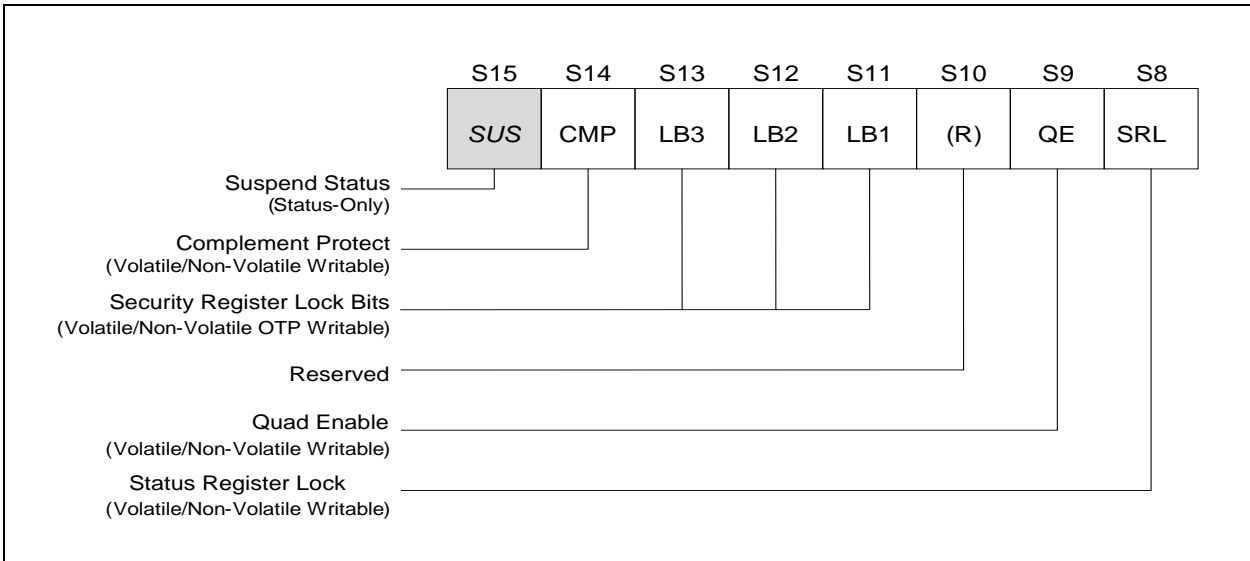 S15 S14 S13 S12 S11 S10 S9 S8
SUS CMP LB3 LB2 LB1 (R) QE SRL
Suspend Status
(Status-Only)
Complement Protect
(Volatile/Non-Volatile Writable)
Security Register Lock Bits
(Volatile/Non-Volatile OTP Writable)
Reserved
Quad Enable
(Volatile/Non-Volatile Writable)
Status Register Lock
(Volatile/Non-Volatile Writable)